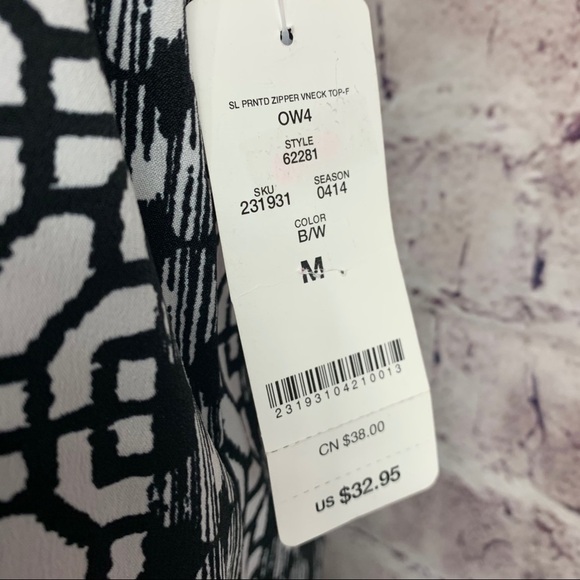 SL PRNTD ZIPPER VNECK TOP-F
OW4
STYLE
62281
SKU SEASON
231931 0414
COLOR
B/W
M
23193104210013
CN $38.00
US $32.95